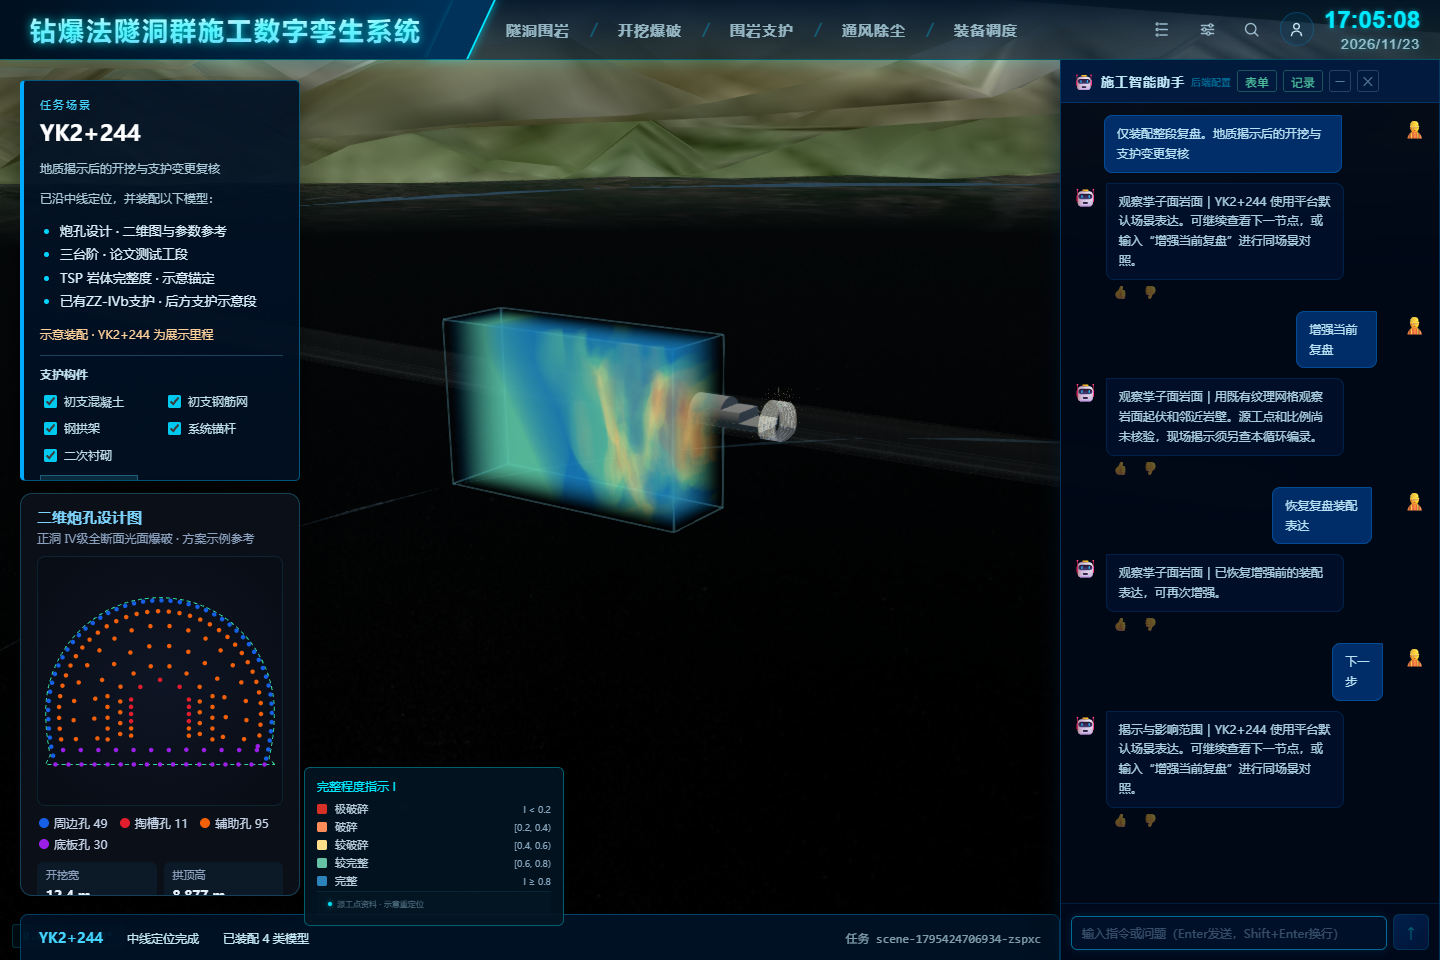 钻爆法隧洞群施工数字孪生系统
隧洞围岩 / 开挖爆破 / 围岩支护 / 通风除尘 / 装备调度
17:05:08
2026/11/23
任务场景
YK2+244
地质揭示后的开挖与支护变更复核
已沿中线定位，并装配以下模型：
炮孔设计 · 二维图与参数参考
三台阶 · 论文测试工段
TSP 岩体完整度 · 示意锚定
已有ZZ-IVb支护 · 后方支护示意段
示意装配 · YK2+244 为展示里程
支护构件
初支混凝土 初支钢筋网
钢拱架 系统锚杆
二次衬砌
二维炮孔设计图
正洞 IV级全断面光面爆破 · 方案示例参考
周边孔 49 掏槽孔 11 辅助孔 95
底板孔 30
开挖宽 拱顶高
12.4 m 8.877 m
完整程度指示 I
极破碎 I < 0.2
破碎 [0.2, 0.4)
较破碎 [0.4, 0.6)
较完整 [0.6, 0.8)
完整 I ≥ 0.8
源工点资料 · 示意重定位
YK2+244 中线定位完成 已装配 4 类模型 任务 scene-1795424706934-zspxc
施工智能助手 后端配置 表单 记录
仅装配整段复盘。地质揭示后的开挖与
支护变更复核
观察掌子面岩面 | YK2+244 使用平台默
认场景表达。可继续查看下一节点，或
输入“增强当前复盘”进行同场景对
照。
增强当前
复盘
观察掌子面岩面 | 用既有纹理网格观察
岩面起伏和邻近岩壁。源工点和比例尚
未核验，现场揭示须另查本循环编录。
恢复复盘装配
表达
观察掌子面岩面 | 已恢复增强前的装配
表达，可再次增强。
下一
步
揭示与影响范围 | YK2+244 使用平台默
认场景表达。可继续查看下一节点，或
输入“增强当前复盘”进行同场景对
照。
输入指令或问题（Enter发送，Shift+Enter换行）